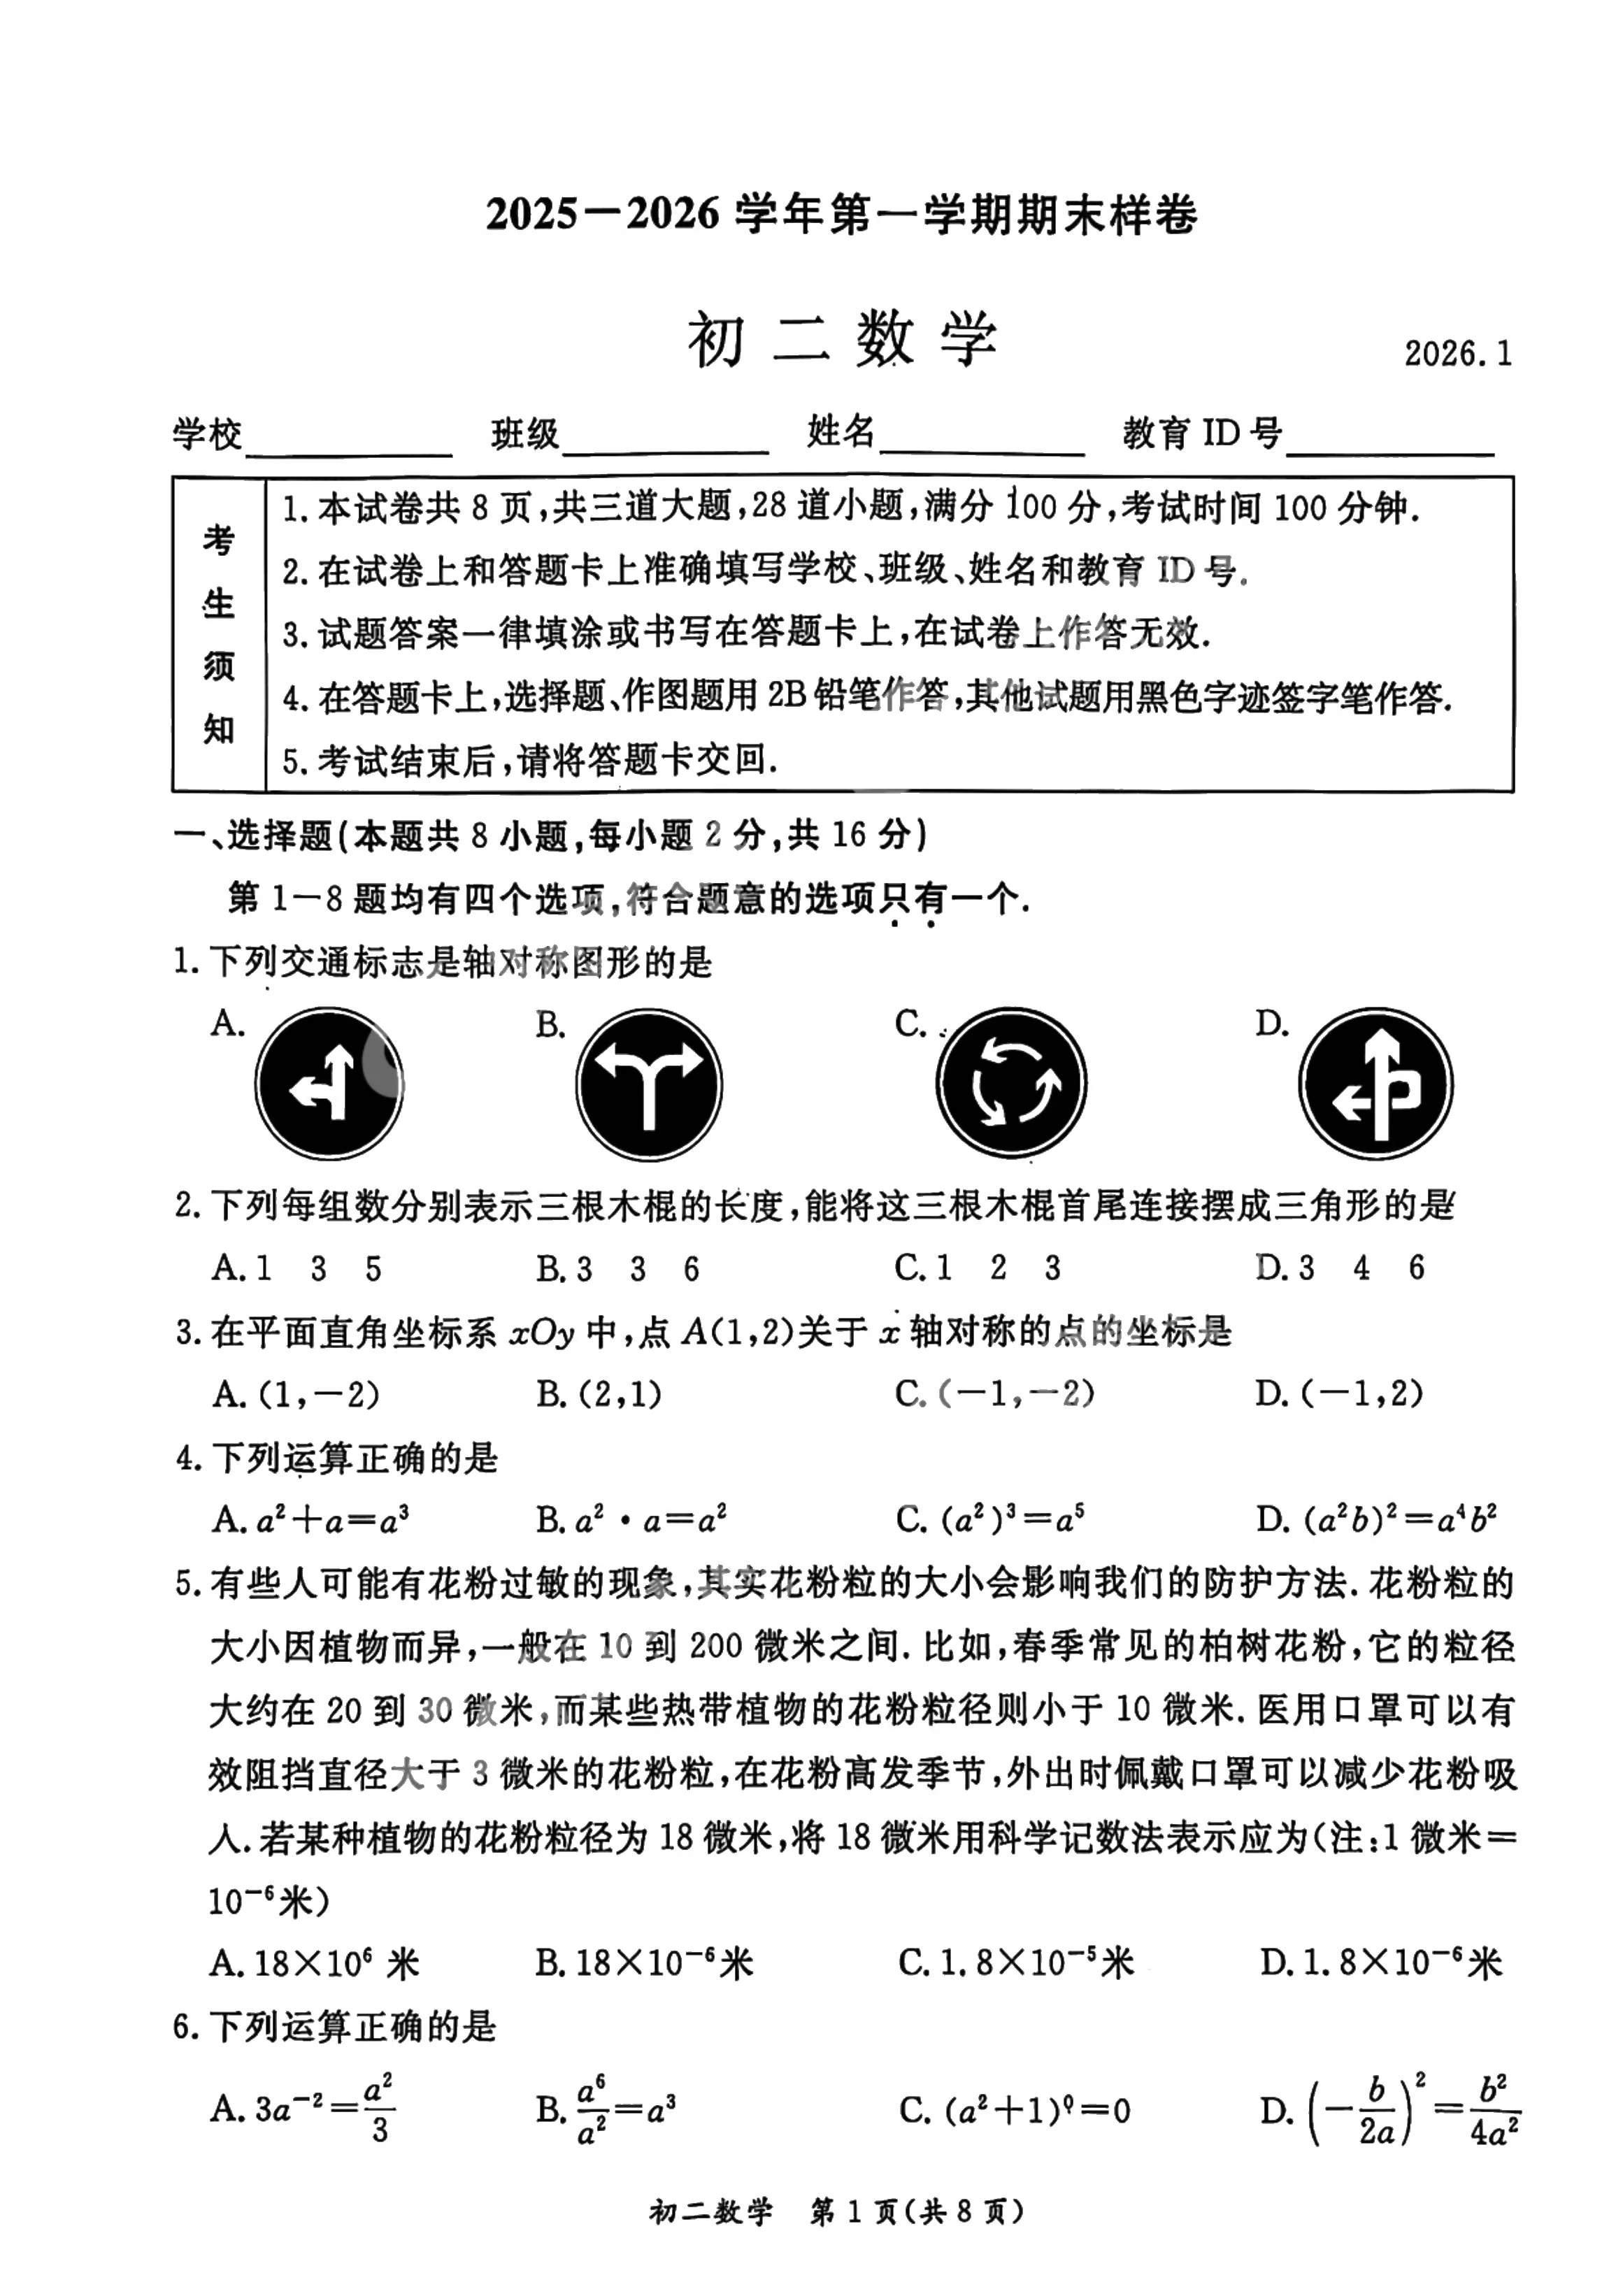 2025－2026 学年第一学期期末样卷
初二数学
2026.1
学校 班级 姓名 教育 ID 号
考生须知
1. 本试卷共 8 页,共三道大题,28 道小题,满分 100 分,考试时间 100 分钟.
2. 在试卷上和答题卡上准确填写学校、班级、姓名和教育 ID 号.
3. 试题答案一律填涂或书写在答题卡上,在试卷上作答无效.
4. 在答题卡上,选择题、作图题用 2B 铅笔作答,其他试题用黑色字迹签字笔作答.
5. 考试结束后,请将答题卡交回.
一、选择题(本题共 8 小题,每小题 2 分,共 16 分)
第 1－8 题均有四个选项,符合题意的选项只有一个.
1. 下列交通标志是轴对称图形的是
A. B. C. D.
2. 下列每组数分别表示三根木棍的长度,能将这三根木棍首尾连接摆成三角形的是
A. 1 3 5 B. 3 3 6 C. 1 2 3 D. 3 4 6
3. 在平面直角坐标系 xOy 中,点 A(1,2)关于 x 轴对称的点的坐标是
A. (1,－2) B. (2,1) C. (－1,－2) D. (－1,2)
4. 下列运算正确的是
A. a²＋a＝a³ B. a²・a＝a² C. (a²)³＝a⁵ D. (a²b)²＝a⁴b²
5. 有些人可能有花粉过敏的现象,其实花粉粒的大小会影响我们的防护方法. 花粉粒的
大小因植物而异,一般在 10 到 200 微米之间. 比如,春季常见的柏树花粉,它的粒径
大约在 20 到 30 微米,而某些热带植物的花粉粒径则小于 10 微米. 医用口罩可以有
效阻挡直径大于 3 微米的花粉粒,在花粉高发季节,外出时佩戴口罩可以减少花粉吸
入. 若某种植物的花粉粒径为 18 微米,将 18 微米用科学记数法表示应为(注:1 微米＝
10⁻⁶米)
A. 18×10⁶ 米 B. 18×10⁻⁶米 C. 1.8×10⁻⁵米 D. 1.8×10⁻⁶米
6. 下列运算正确的是
A. 3a⁻²＝a²/3 B. a⁶/a²＝a³ C. (a²＋1)⁰＝0 D. (－b/2a)²＝b²/4a²
初二数学 第 1 页(共 8 页)